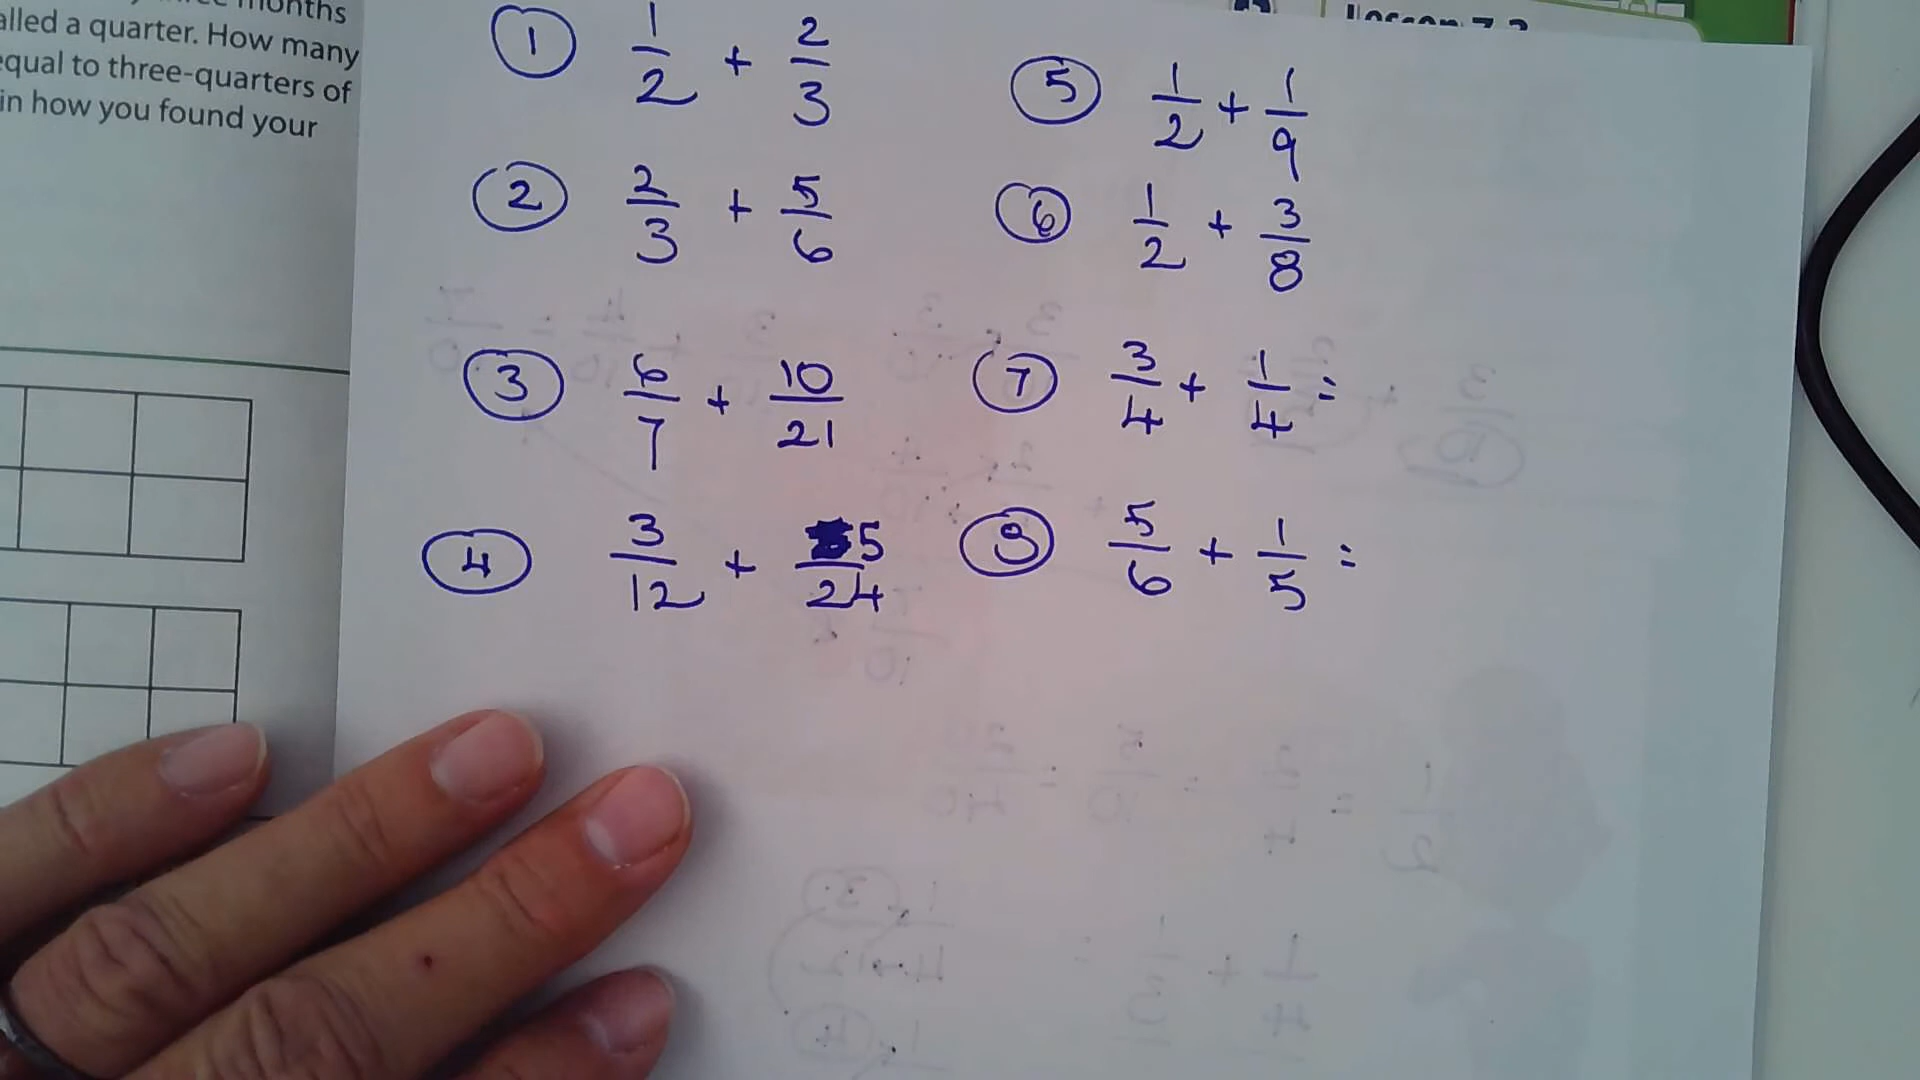 months
alled a quarter. How many
equal to three-quarters of
in how you found your
① 1/2 + 2/3
② 2/3 + 5/6
③ 6/7 + 10/21
④ 3/12 + 5/24
⑤ 1/2 + 1/9
⑥ 1/2 + 3/8
⑦ 3/4 + 1/4 =
⑧ 5/6 + 1/5 =